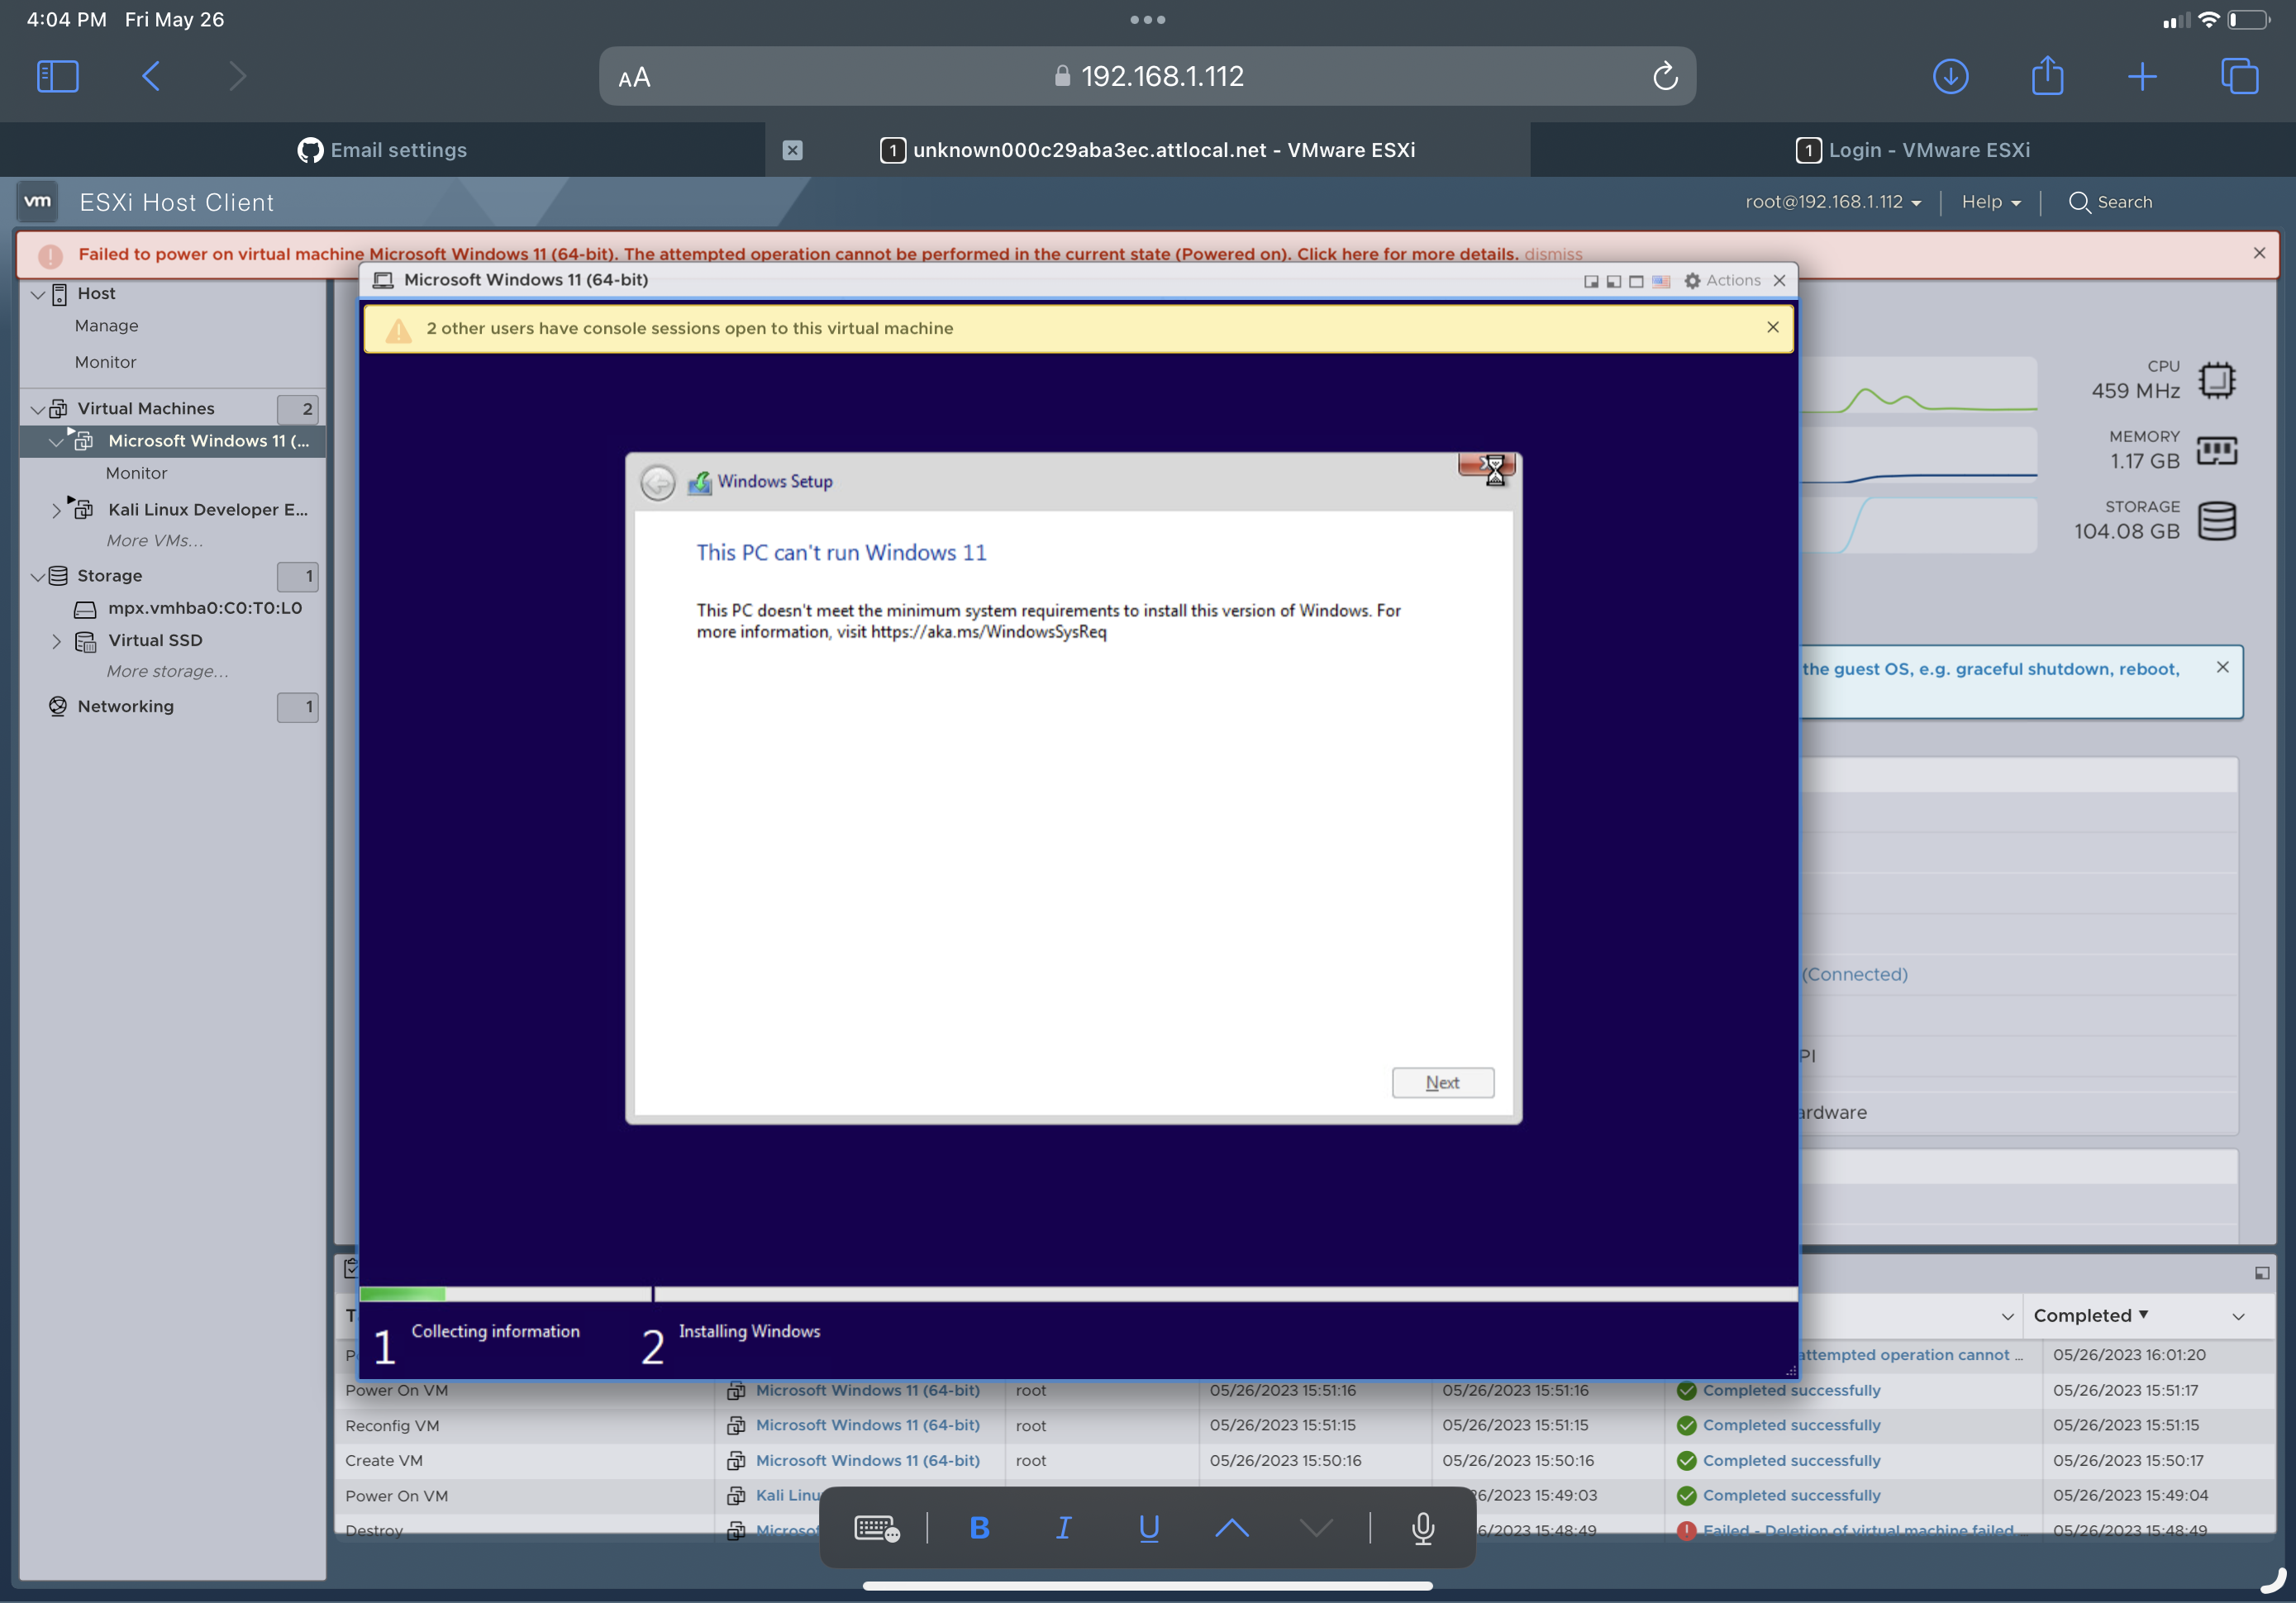 4:04 PM Fri May 26
AA 192.168.1.112
Email settings
1 unknown000c29aba3ec.attlocal.net - VMware ESXi
1 Login - VMware ESXi
vm ESXi Host Client
root@192.168.1.112 Help Search
Failed to power on virtual machine Microsoft Windows 11 (64-bit). The attempted operation cannot be performed in the current state (Powered on). Click here for more details. dismiss
Microsoft Windows 11 (64-bit)
Actions
2 other users have console sessions open to this virtual machine
Host
Manage
Monitor
Virtual Machines 2
Microsoft Windows 11 (...
Monitor
Kali Linux Developer E...
More VMs...
Storage 1
mpx.vmhba0:C0:T0:L0
Virtual SSD
More storage...
Networking 1
CPU
459 MHz
MEMORY
1.17 GB
STORAGE
104.08 GB
Windows Setup
This PC can't run Windows 11
This PC doesn't meet the minimum system requirements to install this version of Windows. For
more information, visit https://aka.ms/WindowsSysReq
Next
the guest OS, e.g. graceful shutdown, reboot,
(Connected)
PI
ardware
1 Collecting information
2 Installing Windows
Completed
attempted operation cannot ... 05/26/2023 16:01:20
Power On VM Microsoft Windows 11 (64-bit) root 05/26/2023 15:51:16 05/26/2023 15:51:16 Completed successfully 05/26/2023 15:51:17
Reconfig VM Microsoft Windows 11 (64-bit) root 05/26/2023 15:51:15 05/26/2023 15:51:15 Completed successfully 05/26/2023 15:51:15
Create VM Microsoft Windows 11 (64-bit) root 05/26/2023 15:50:16 05/26/2023 15:50:16 Completed successfully 05/26/2023 15:50:17
Power On VM Kali Linu 6/2023 15:49:03 Completed successfully 05/26/2023 15:49:04
Destroy Microsof 6/2023 15:48:49 Failed - Deletion of virtual machine failed ... 05/26/2023 15:48:49
B I U